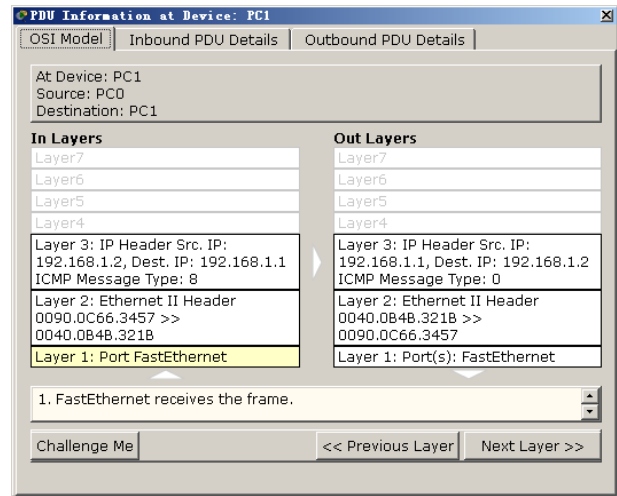 PDU Information at Device: PC1
OSI Model
Inbound PDU Details
Outbound PDU Details
At Device: PC1
Source: PC0
Destination: PC1
In Layers
Layer7
Layer6
Layer5
Layer4
Layer 3: IP Header Src. IP:
192.168.1.2, Dest. IP: 192.168.1.1
ICMP Message Type: 8
Layer 2: Ethernet II Header
0090.0C66.3457 >>
0040.0B4B.321B
Layer 1: Port FastEthernet
Out Layers
Layer7
Layer6
Layer5
Layer4
Layer 3: IP Header Src. IP:
192.168.1.1, Dest. IP: 192.168.1.2
ICMP Message Type: 0
Layer 2: Ethernet II Header
0040.0B4B.321B >>
0090.0C66.3457
Layer 1: Port(s): FastEthernet
1. FastEthernet receives the frame.
Challenge Me
<< Previous Layer
Next Layer >>